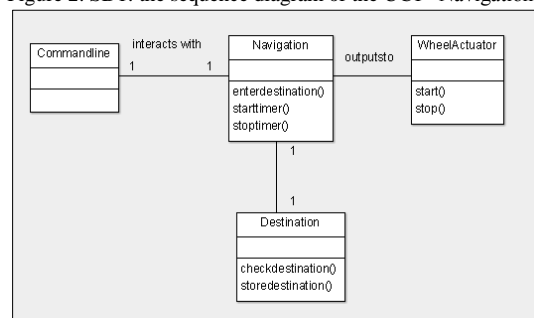 Figure 2. SD1: the sequence diagram of the UC1 "Navigation"
Commandline
interacts with
1
1
Navigation
enterdestination()
starttimer()
stoptimer()
outputsto
WheelActuator
start()
stop()
1
1
Destination
checkdestination()
storedestination()